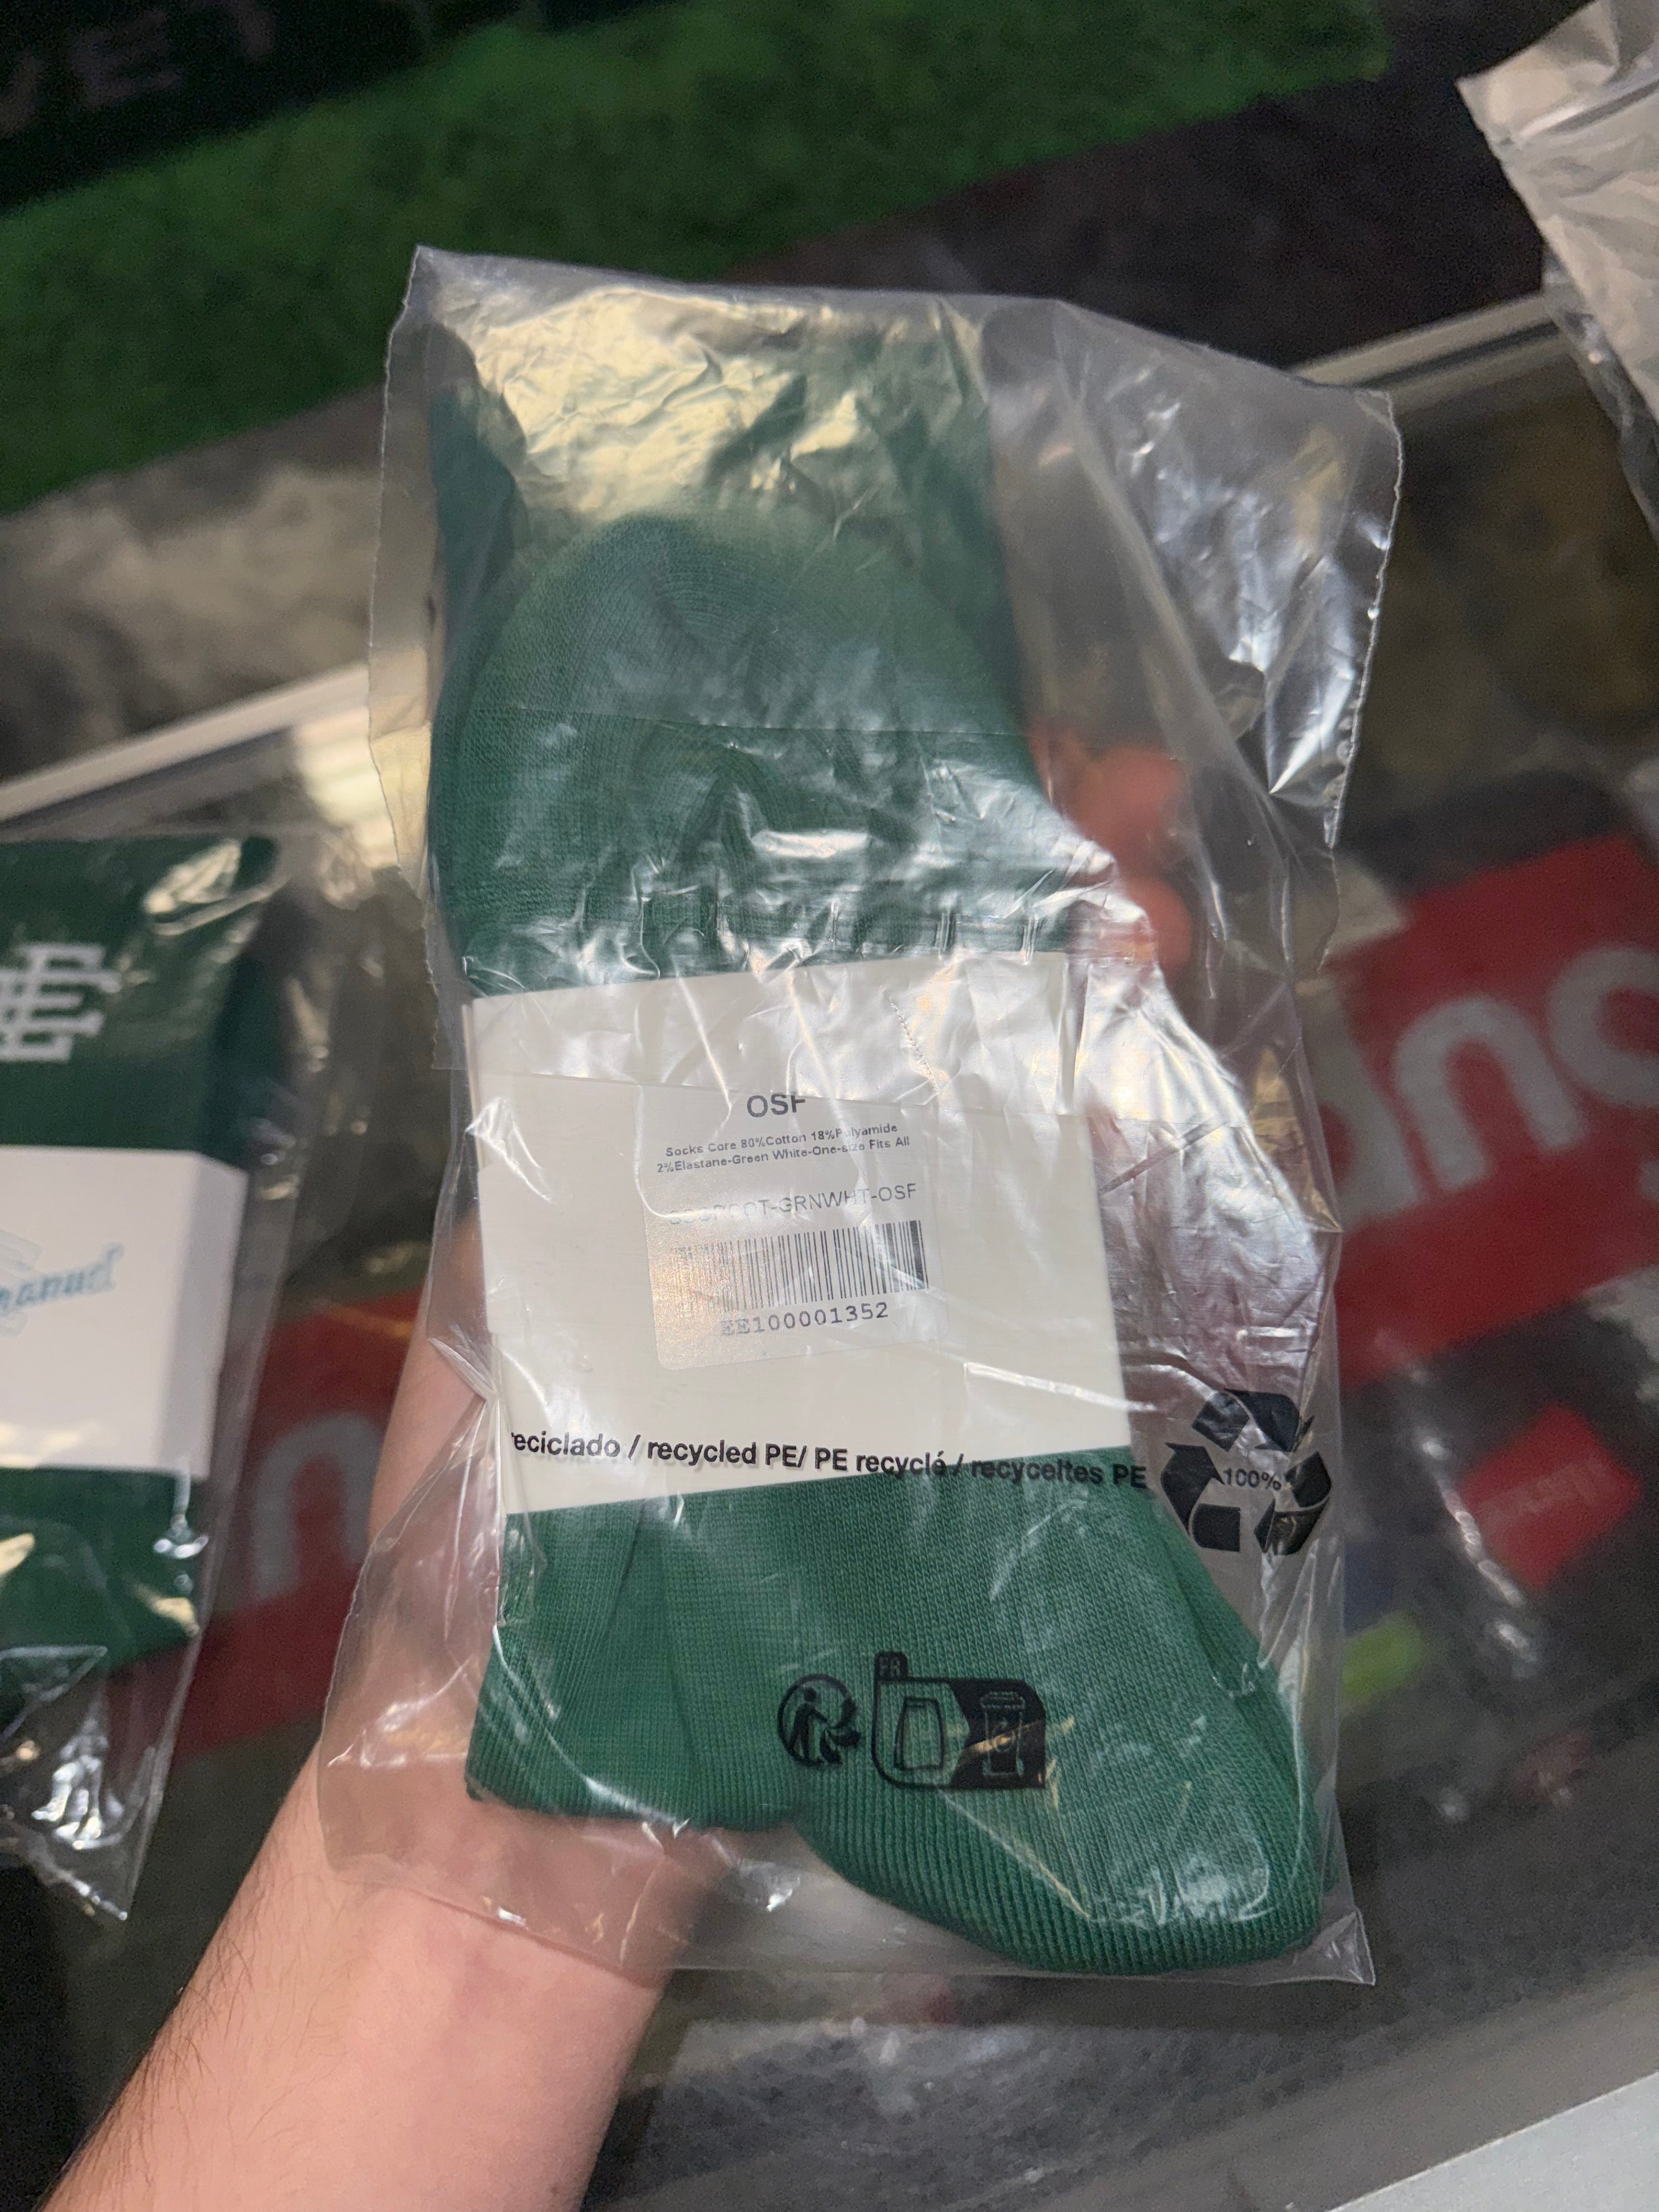 OSF
Socks Core 80%Cotton 18%Polyamide
2%Elastane-Green White-One-size Fits All
-GRNWHT-OSF
EE100001352
reciclado / recycled PE/ PE recyclé / recyceltes PE
100%
FR